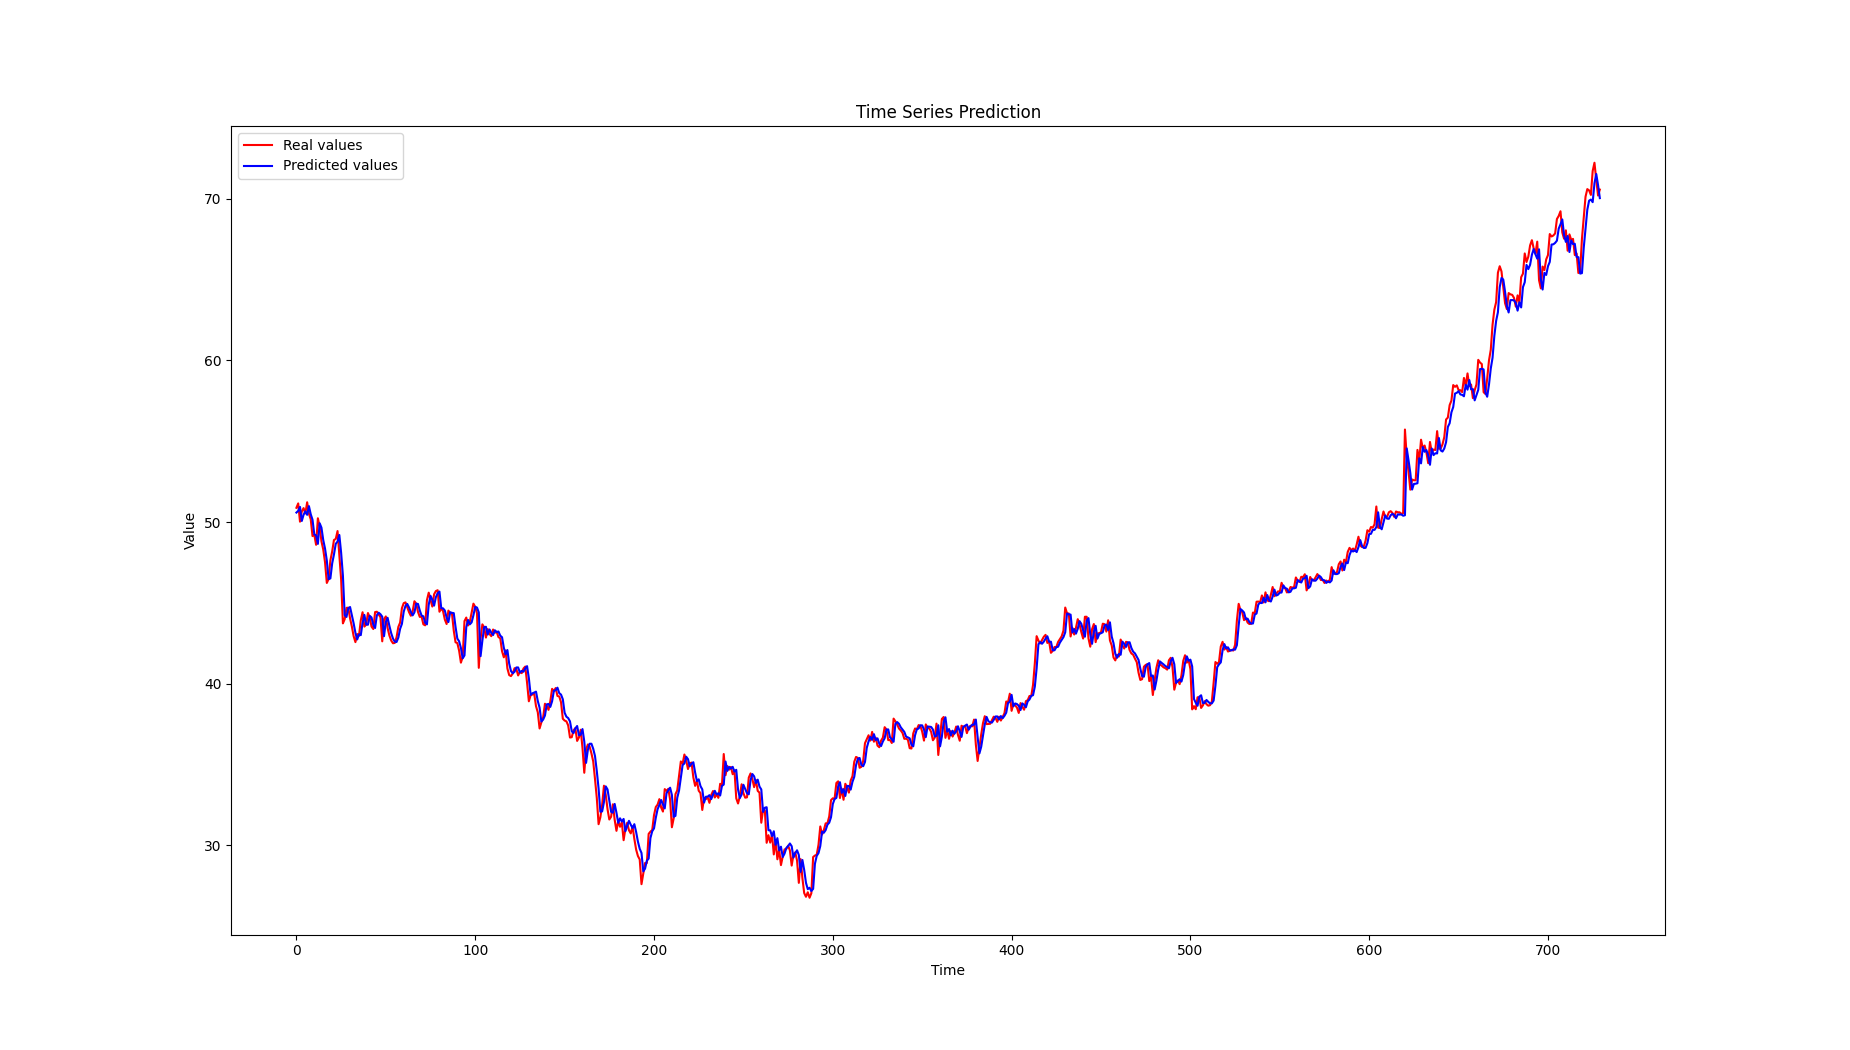 Time Series Prediction
Real values
Predicted values
Value
70
60
50
40
30
0 100 200 300 400 500 600 700
Time